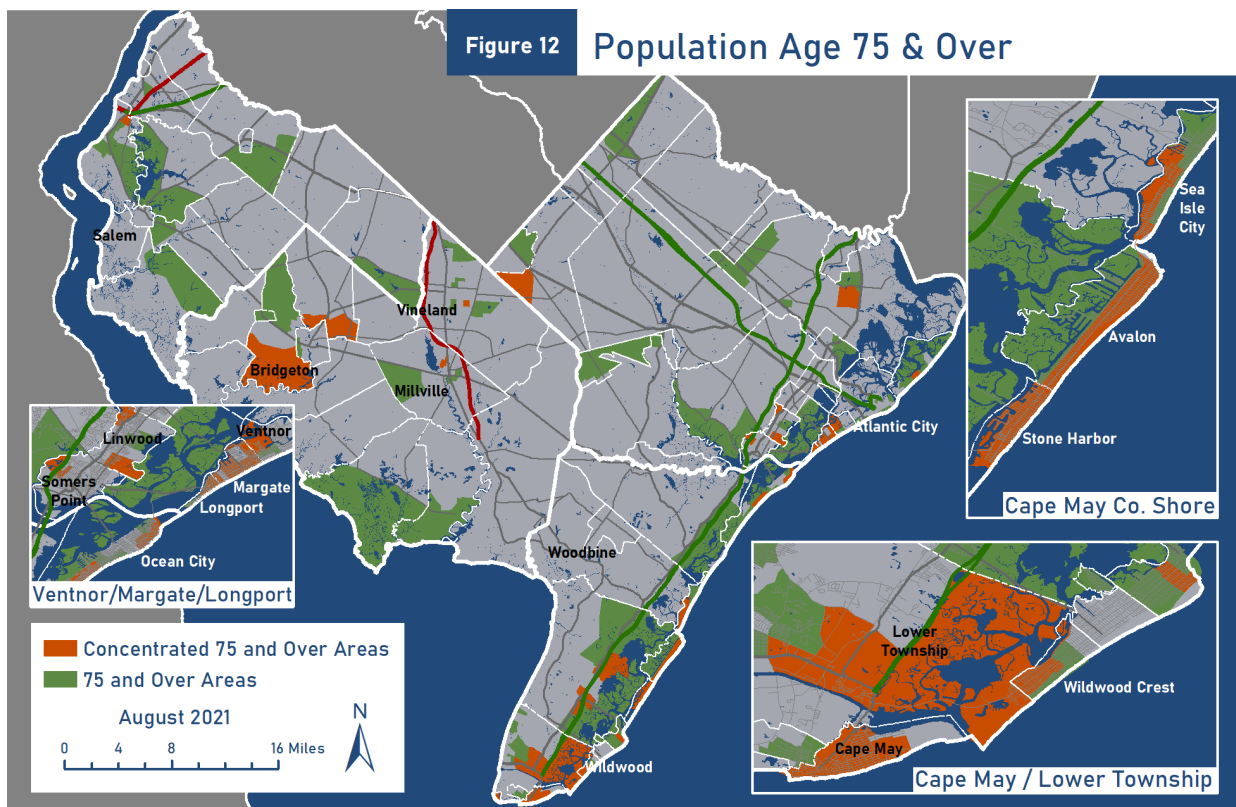 Figure 12
Population Age 75 & Over
Salem
Vineland
Bridgeton
Millville
Atlantic City
Woodbine
Wildwood
Sea
Isle
City
Avalon
Stone Harbor
Cape May Co. Shore
Linwood
Ventnor
Somers
Point
Margate
Longport
Ocean City
Ventnor/Margate/Longport
Lower
Township
Wildwood Crest
Cape May
Cape May / Lower Township
Concentrated 75 and Over Areas
75 and Over Areas
August 2021
N
0 4 8 16 Miles